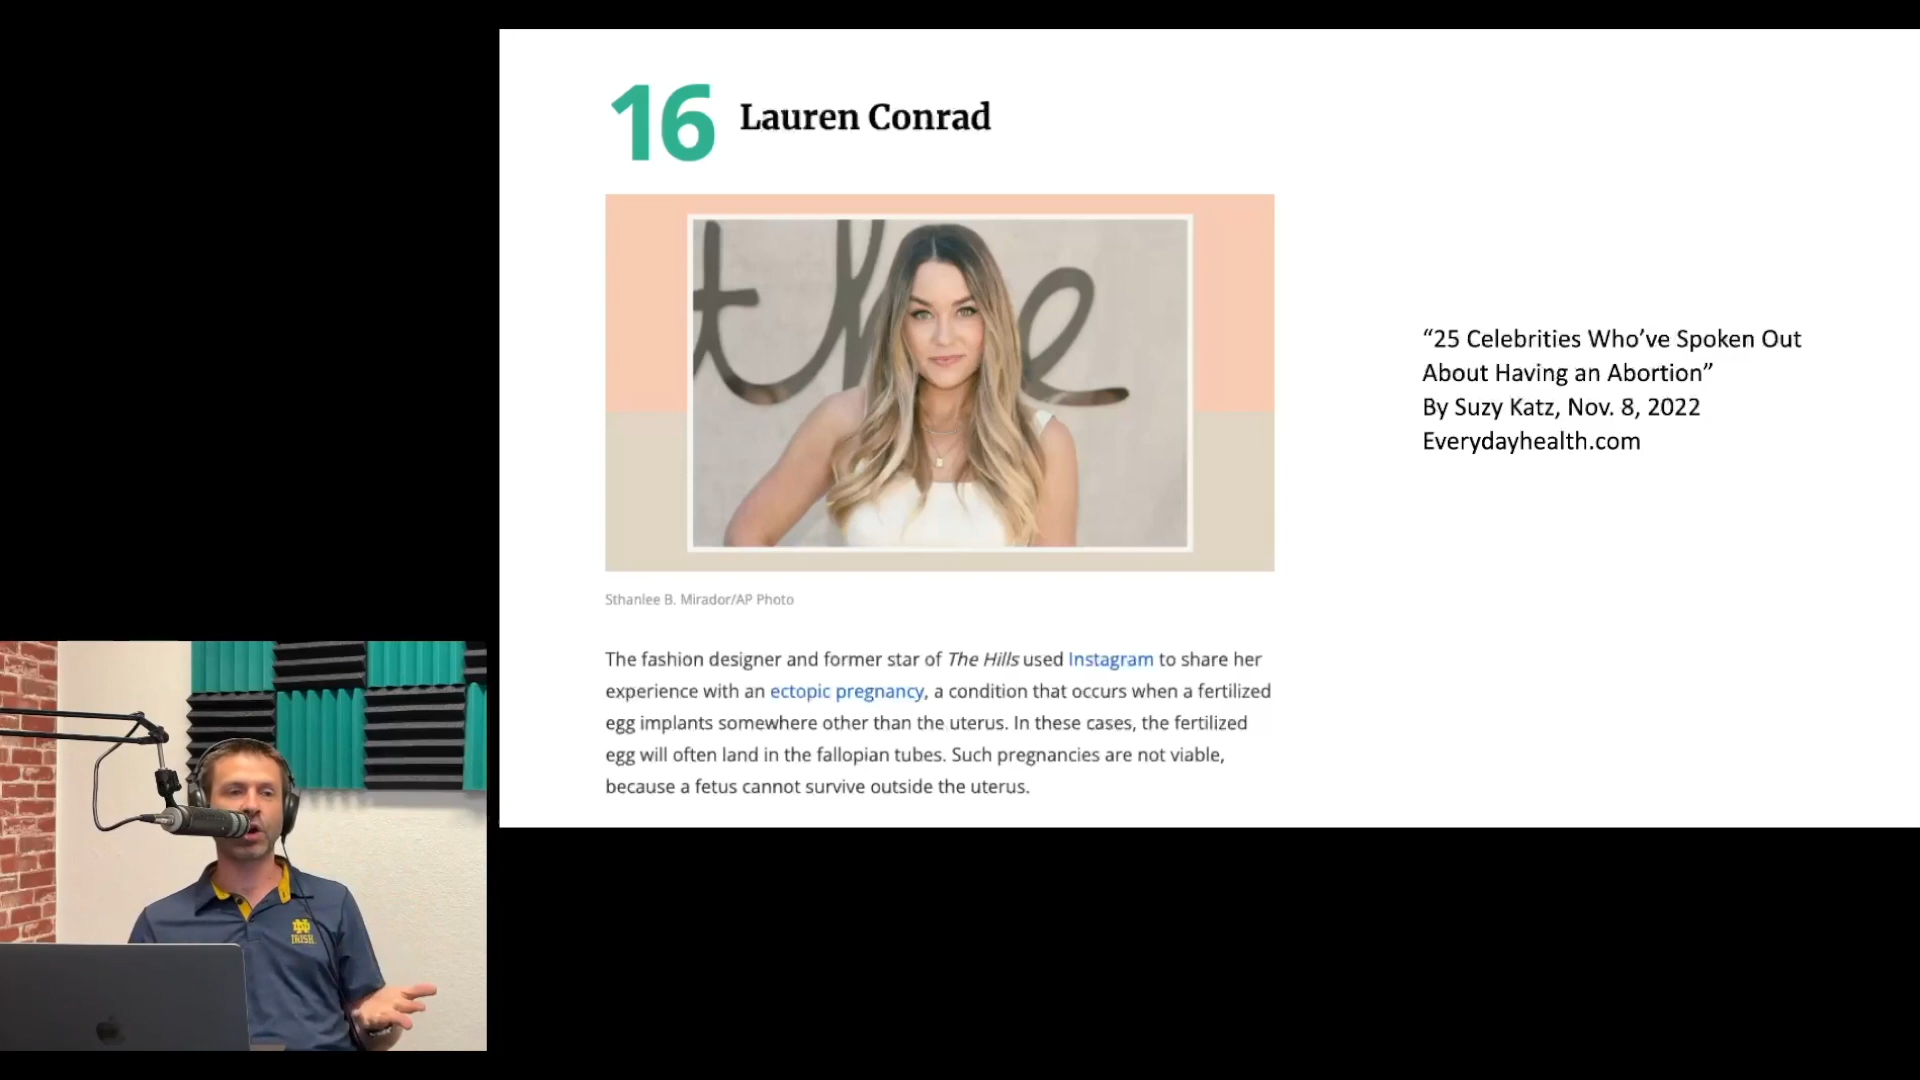 16 Lauren Conrad
the
Sthanlee B. Mirador/AP Photo
The fashion designer and former star of The Hills used Instagram to share her
experience with an ectopic pregnancy, a condition that occurs when a fertilized
egg implants somewhere other than the uterus. In these cases, the fertilized
egg will often land in the fallopian tubes. Such pregnancies are not viable,
because a fetus cannot survive outside the uterus.
“25 Celebrities Who’ve Spoken Out
About Having an Abortion”
By Suzy Katz, Nov. 8, 2022
Everydayhealth.com
ND
IRISH